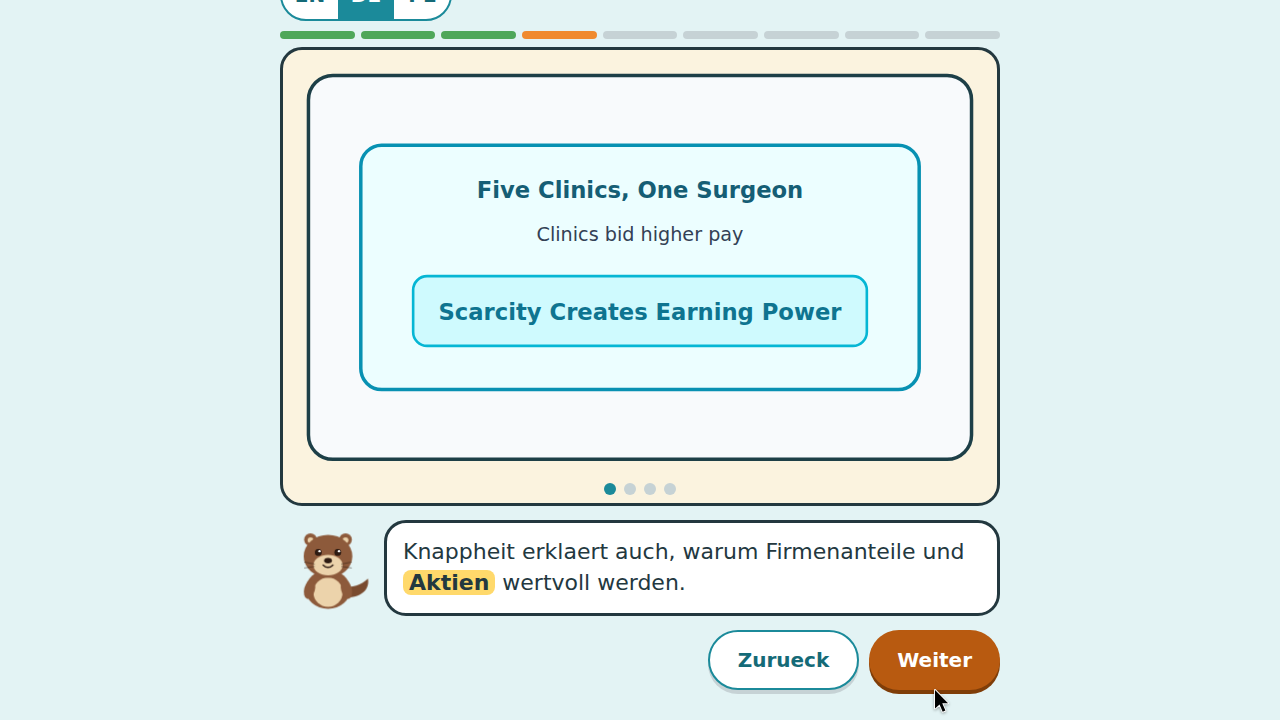 Five Clinics, One Surgeon
Clinics bid higher pay
Scarcity Creates Earning Power
Knappheit erklaert auch, warum Firmenanteile und
Aktien wertvoll werden.
Zurueck
Weiter